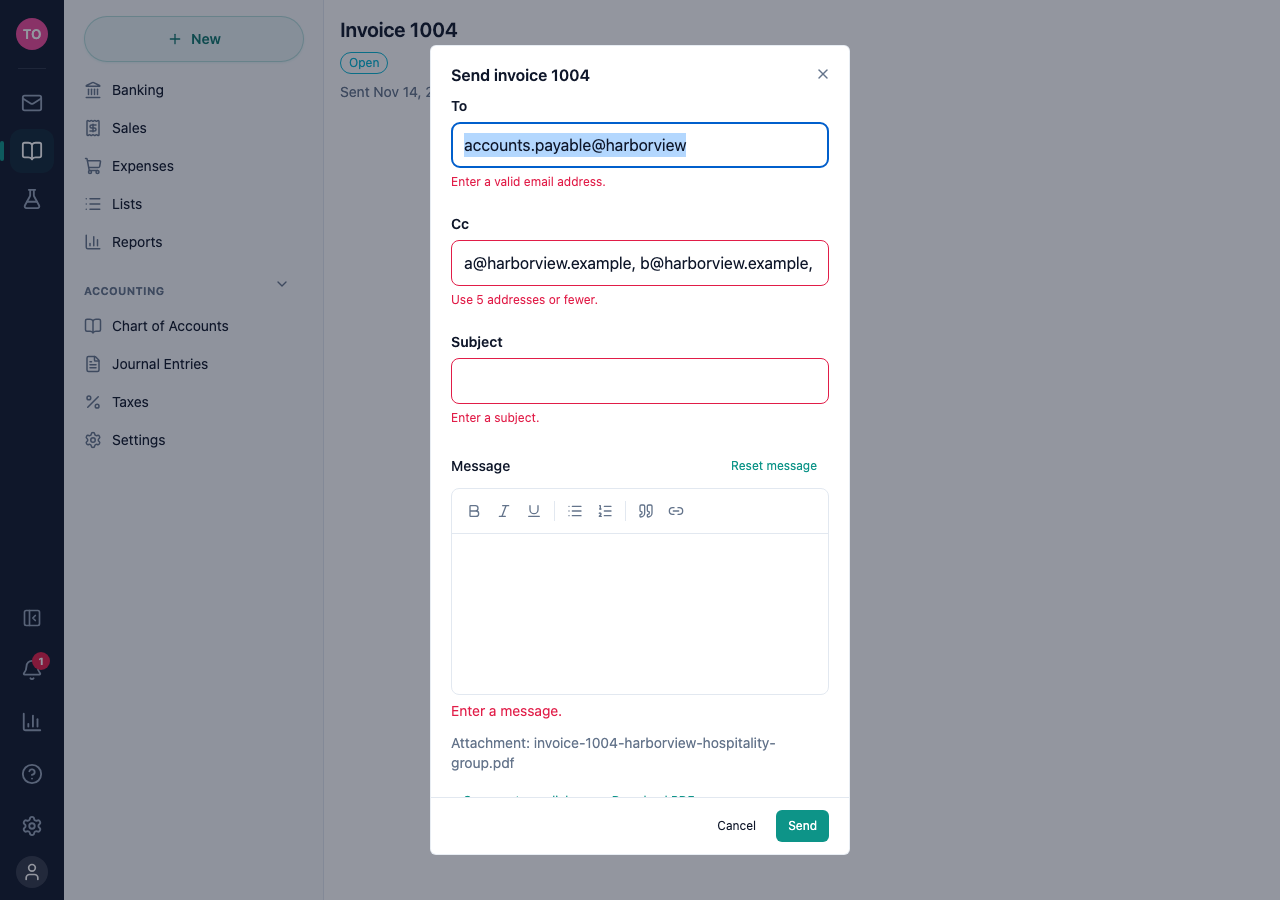 TO
New
Banking
Sales
Expenses
Lists
Reports
ACCOUNTING
Chart of Accounts
Journal Entries
Taxes
Settings
1
Invoice 1004
Open
Sent Nov 14,
Send invoice 1004
To
accounts.payable@harborview
Enter a valid email address.
Cc
a@harborview.example, b@harborview.example,
Use 5 addresses or fewer.
Subject
Enter a subject.
Message
Reset message
Enter a message.
Attachment: invoice-1004-harborview-hospitality-
group.pdf
Cancel
Send